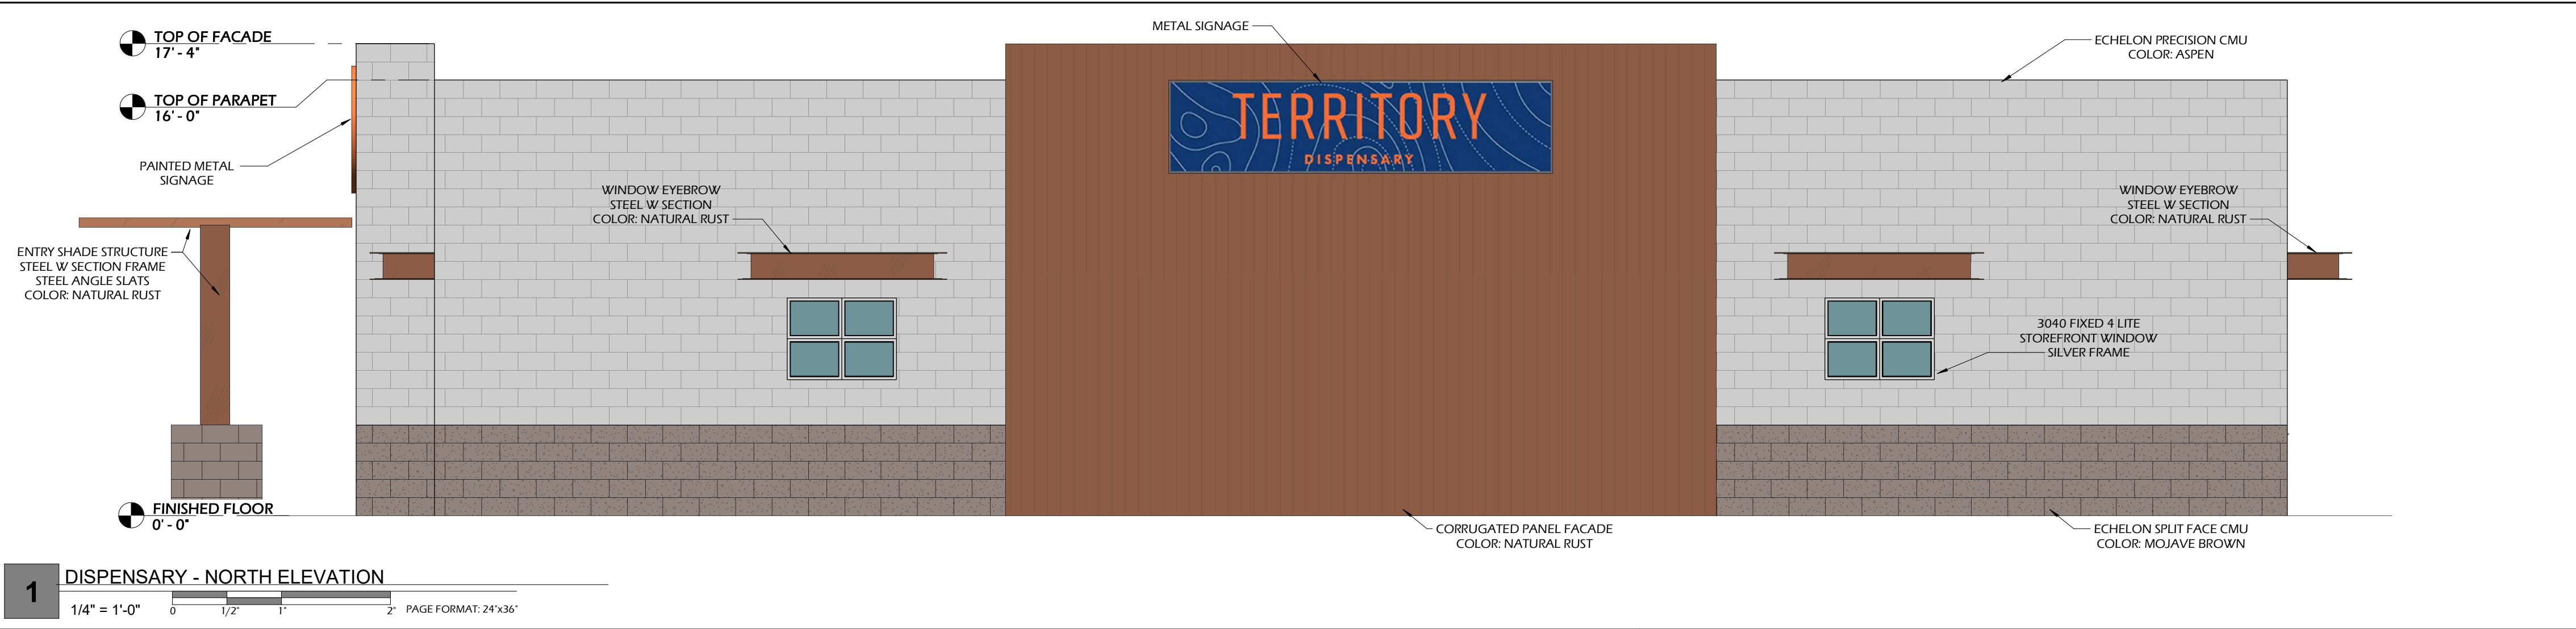 METAL SIGNAGE
TOP OF FACADE
17' - 4"
ECHELON PRECISION CMU
COLOR: ASPEN
TOP OF PARAPET
16' - 0"
TERRITORY
DISPENSARY
PAINTED METAL
SIGNAGE
WINDOW EYEBROW
STEEL W SECTION
COLOR: NATURAL RUST
WINDOW EYEBROW
STEEL W SECTION
COLOR: NATURAL RUST
ENTRY SHADE STRUCTURE
STEEL W SECTION FRAME
STEEL ANGLE SLATS
COLOR: NATURAL RUST
3040 FIXED 4 LITE
STOREFRONT WINDOW
SILVER FRAME
FINISHED FLOOR
0' - 0"
CORRUGATED PANEL FACADE
COLOR: NATURAL RUST
ECHELON SPLIT FACE CMU
COLOR: MOJAVE BROWN
1
DISPENSARY - NORTH ELEVATION
1/4" = 1'-0"
0 1/2" 1" 2"
PAGE FORMAT: 24"x36"